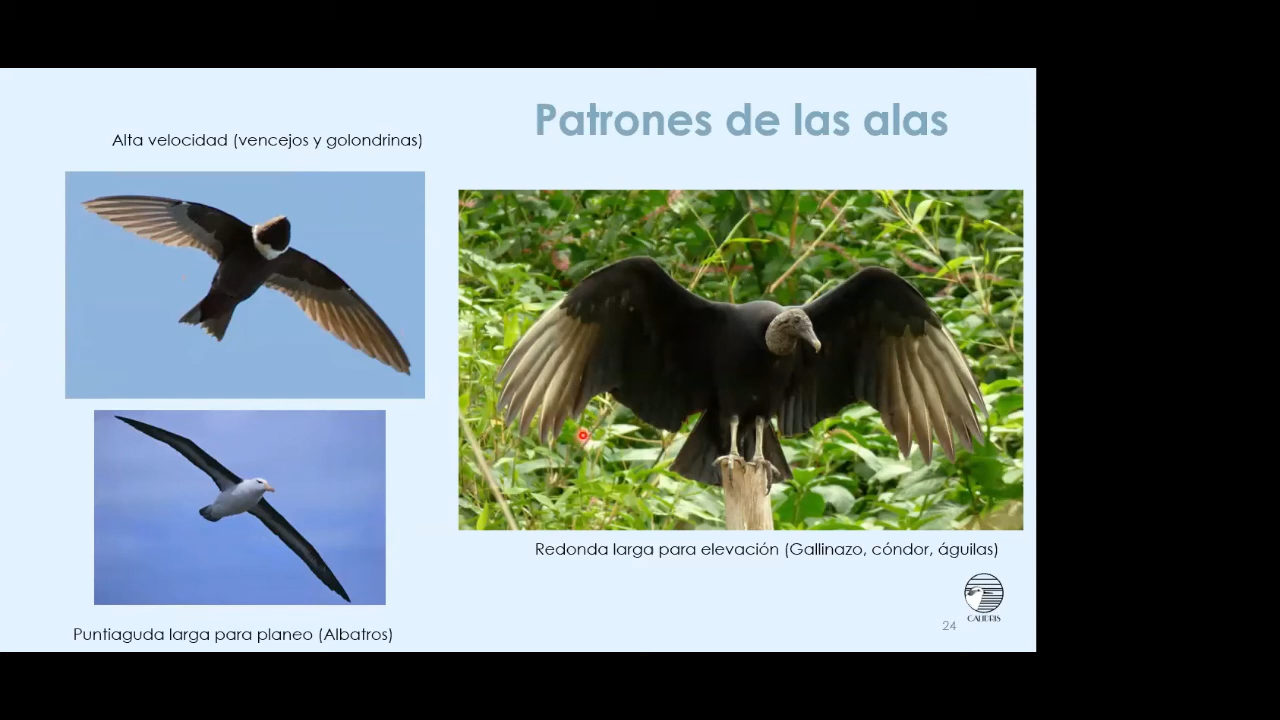 Patrones de las alas
Alta velocidad (vencejos y golondrinas)
Redonda larga para elevación (Gallinazo, cóndor, águilas)
Puntiaguda larga para planeo (Albatros)
24
CALIDRIS